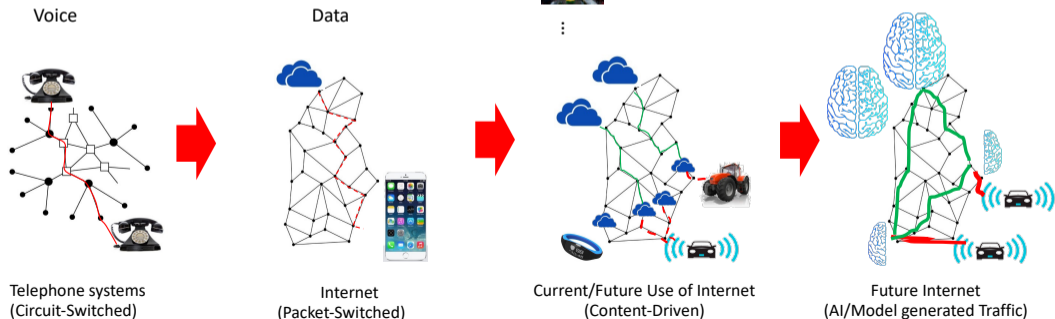 Voice
Data
⋮
Telephone systems
(Circuit-Switched)
Internet
(Packet-Switched)
Current/Future Use of Internet
(Content-Driven)
Future Internet
(AI/Model generated Traffic)